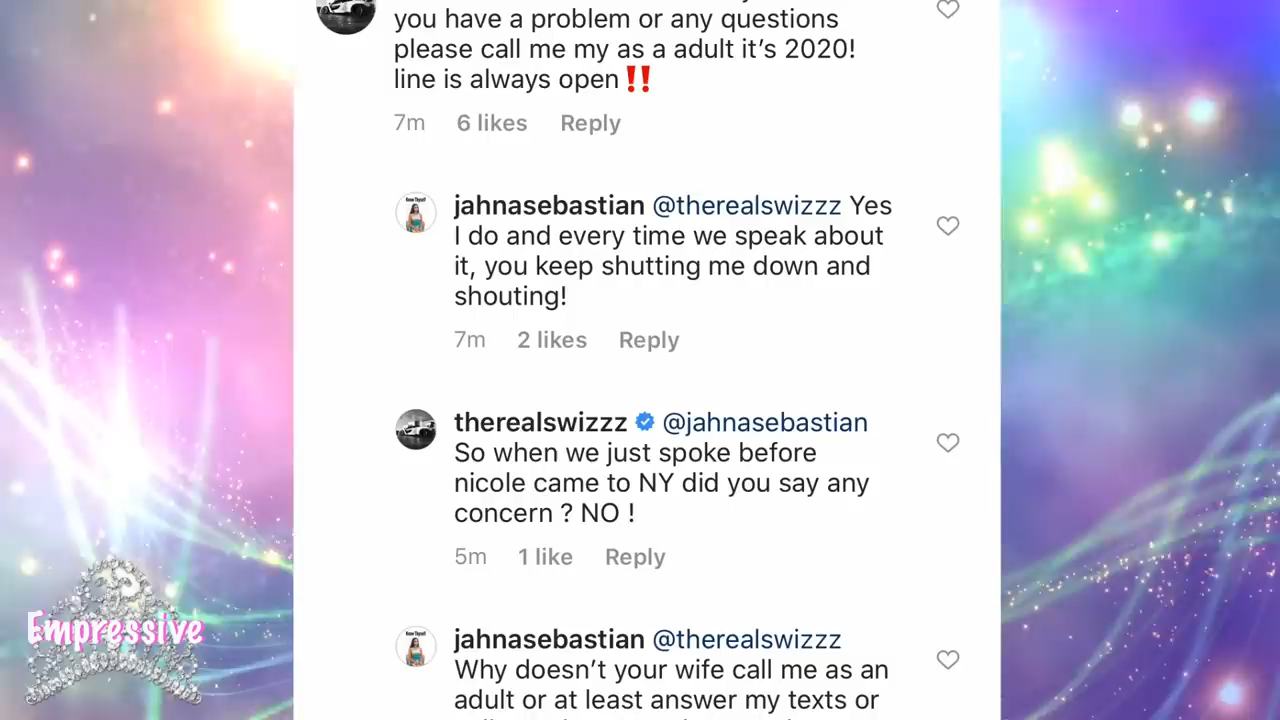 you have a problem or any questions
please call me my as a adult it's 2020!
line is always open‼️
7m 6 likes Reply
jahnasebastian @therealswizzz Yes
I do and every time we speak about
it, you keep shutting me down and
shouting!
7m 2 likes Reply
therealswizzz @jahnasebastian
So when we just spoke before
nicole came to NY did you say any
concern ? NO !
5m 1 like Reply
Empressive
jahnasebastian @therealswizzz
Why doesn't your wife call me as an
adult or at least answer my texts or